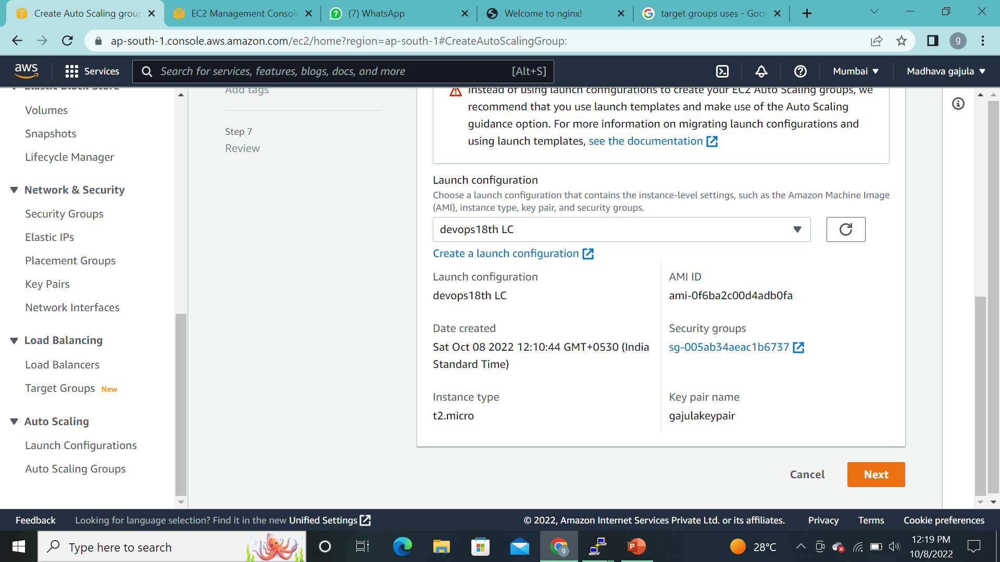 Create Auto Scaling group
EC2 Management Console
(7) WhatsApp
Welcome to nginx!
target groups uses - Goo
ap-south-1.console.aws.amazon.com/ec2/home?region=ap-south-1#CreateAutoScalingGroup:
g
aws
Services
Search for services, features, blogs, docs, and more
[Alt+S]
Mumbai
Madhava gajula
Elastic Block Store
Volumes
Snapshots
Lifecycle Manager
Network & Security
Security Groups
Elastic IPs
Placement Groups
Key Pairs
Network Interfaces
Load Balancing
Load Balancers
Target Groups New
Auto Scaling
Launch Configurations
Auto Scaling Groups
Add tags
Step 7
Review
Instead of using launch configurations to create your EC2 Auto Scaling groups, we
recommend that you use launch templates and make use of the Auto Scaling
guidance option. For more information on migrating launch configurations and
using launch templates, see the documentation
Launch configuration
Choose a launch configuration that contains the instance-level settings, such as the Amazon Machine Image
(AMI), instance type, key pair, and security groups.
devops18th LC
Create a launch configuration
Launch configuration
devops18th LC
AMI ID
ami-0f6ba2c00d4adb0fa
Date created
Sat Oct 08 2022 12:10:44 GMT+0530 (India
Standard Time)
Security groups
sg-005ab34aeac1b6737
Instance type
t2.micro
Key pair name
gajulakeypair
Cancel
Next
Feedback
Looking for language selection? Find it in the new Unified Settings
© 2022, Amazon Internet Services Private Ltd. or its affiliates.
Privacy
Terms
Cookie preferences
Type here to search
28°C
12:19 PM
10/8/2022